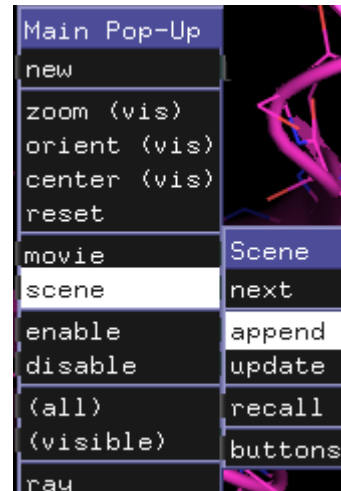 Main Pop-Up
new
zoom (vis)
orient (vis)
center (vis)
reset
movie
scene
enable
disable
(all)
(visible)
ray
Scene
next
append
update
recall
buttons